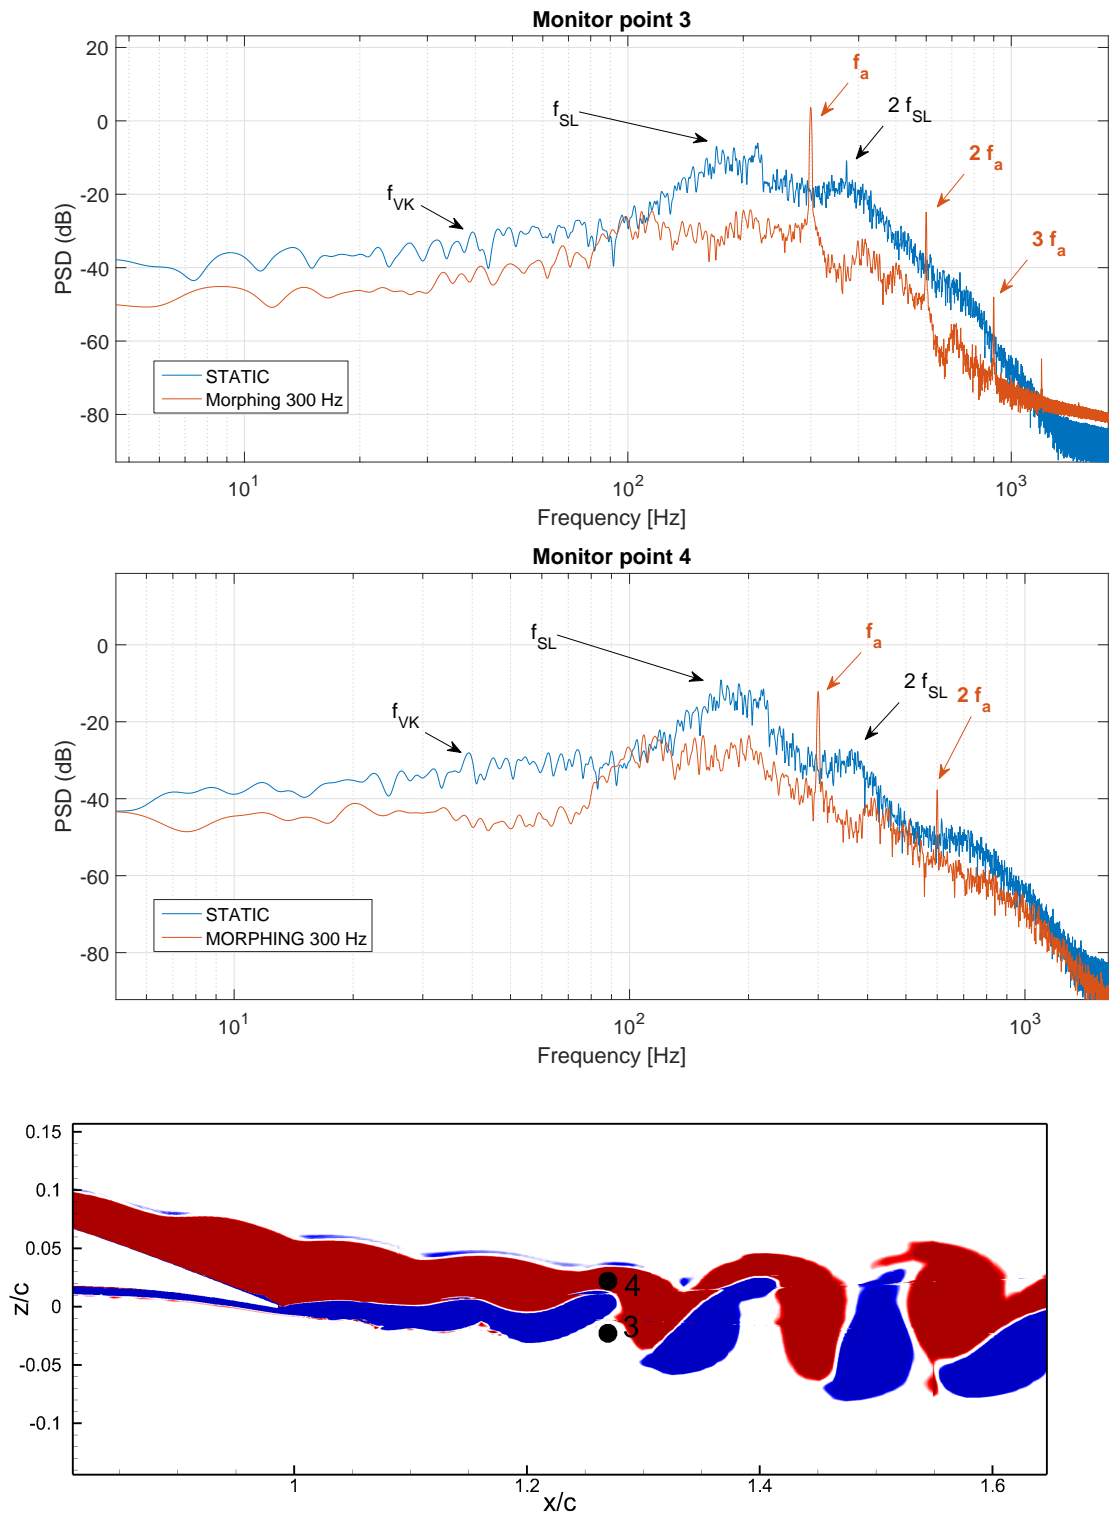 Monitor point 3
20
0
-20
-40
-60
-80
PSD (dB)
f_SL
f_VK
f_a
2 f_SL
2 f_a
3 f_a
STATIC
Morphing 300 Hz
10^1
10^2
10^3
Frequency [Hz]
Monitor point 4
0
-20
-40
-60
-80
PSD (dB)
f_SL
f_VK
f_a
2 f_SL
2 f_a
STATIC
MORPHING 300 Hz
10^1
10^2
10^3
Frequency [Hz]
0.15
0.1
0.05
0
-0.05
-0.1
z/c
4
3
1
1.2
1.4
1.6
x/c